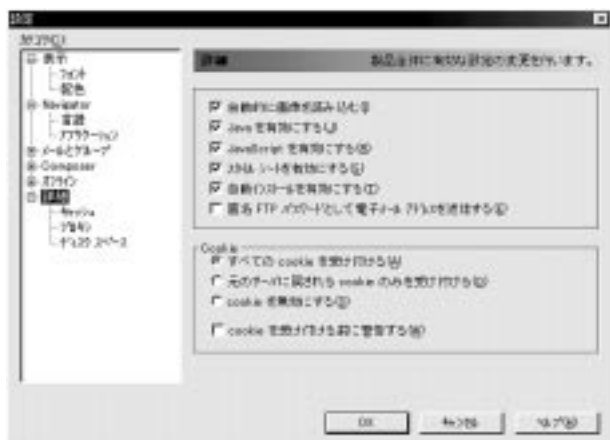 設定
カテゴリ(C)
表示
フォント
配色
Navigator
言語
アプリケーション
メールとグループ
Composer
オフライン
詳細
キャッシュ
ディスク スペース
詳細
製品全体に有効な設定の変更を行います。
自動的に画像を読み込む(I)
Java を有効にする(J)
JavaScript を有効にする(R)
スタイル シートを有効にする(S)
自動インストールを有効にする(T)
匿名 FTP パスワードとして電子メール アドレスを送信する(E)
Cookie
すべての cookie を受け付ける(A)
元のサーバに戻される cookie のみを受け付ける(G)
cookie を無効にする(D)
cookie を受け付ける前に警告する(W)
OK
キャンセル
ヘルプ(H)